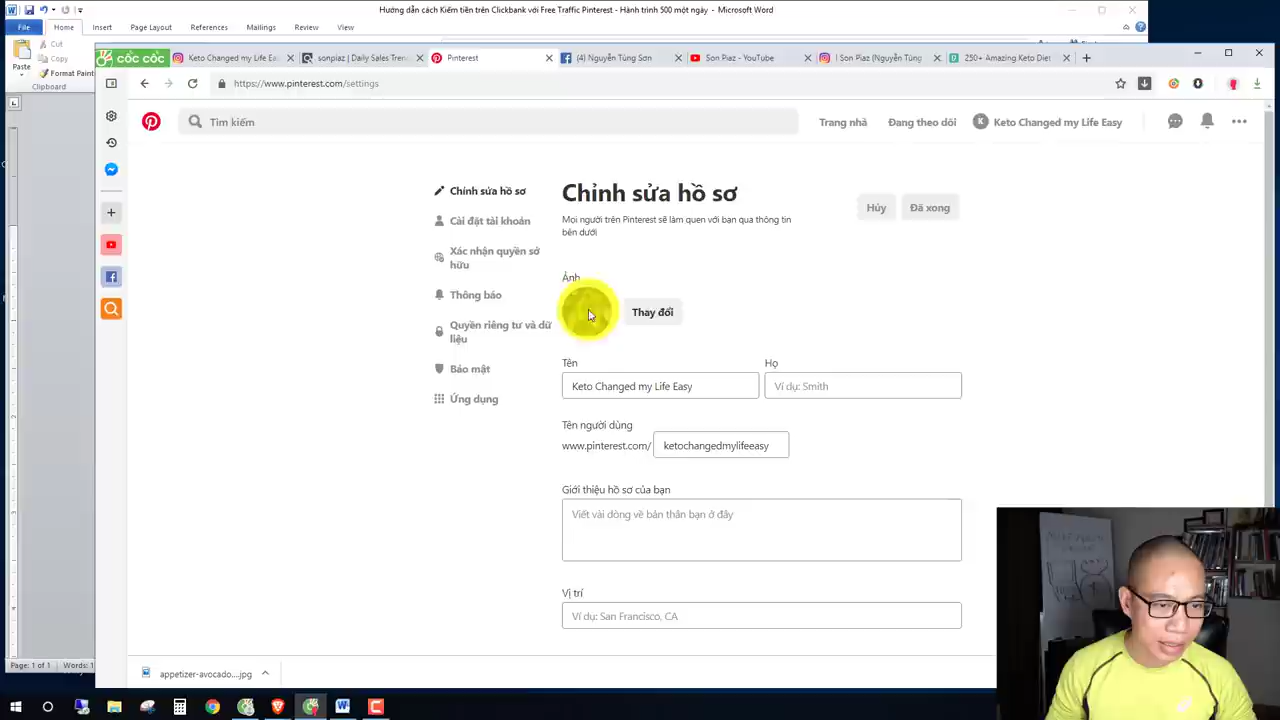 Hướng dẫn cách Kiếm tiền trên Clickbank với Free Traffic Pinterest - Hành trình 500 một ngày - Microsoft Word
File
Home
Insert
Page Layout
References
Mailings
Review
View
Paste
Cut
Copy
Format Paint
Clipboard
CỐC CỐC
Keto Changed my Life Ea
sonpiaz | Daily Sales Tren
Pinterest
(4) Nguyễn Tùng Sơn
Son Piaz - YouTube
Son Piaz (Nguyễn Tùng
250+ Amazing Keto Diet
https://www.pinterest.com/settings
Tìm kiếm
Trang nhà
Đang theo dõi
K
Keto Changed my Life Easy
Chỉnh sửa hồ sơ
Cài đặt tài khoản
Xác nhận quyền sở
hữu
Thông báo
Quyền riêng tư và dữ
liệu
Bảo mật
Ứng dụng
Chỉnh sửa hồ sơ
Mọi người trên Pinterest sẽ làm quen với bạn qua thông tin
bên dưới
Hủy
Đã xong
Ảnh
Thay đổi
Tên
Họ
Keto Changed my Life Easy
Ví dụ: Smith
Tên người dùng
www.pinterest.com/
ketochangedmylifeeasy
Giới thiệu hồ sơ của bạn
Viết vài dòng về bản thân bạn ở đây
Vị trí
Ví dụ: San Francisco, CA
appetizer-avocado....jpg
Page: 1 of 1
Words: 1